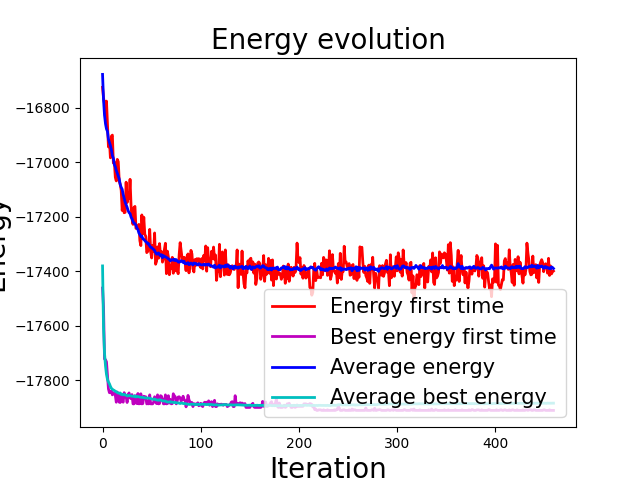 Energy evolution
Energy
−16800
−17000
−17200
−17400
−17600
−17800
Energy first time
Best energy first time
Average energy
Average best energy
0 100 200 300 400
Iteration